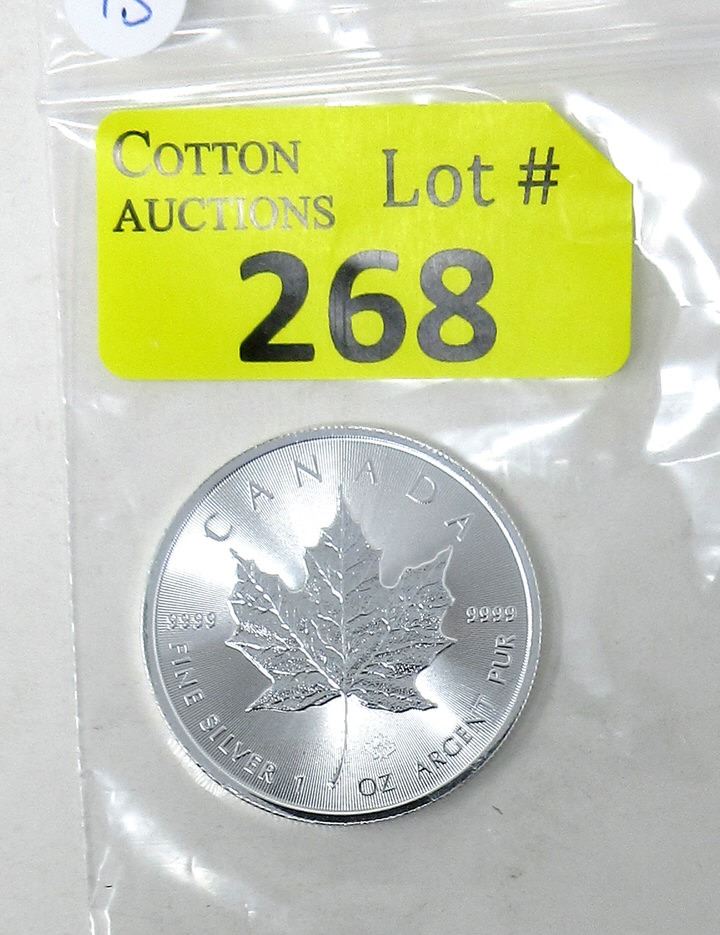 COTTON
AUCTIONS
Lot #
268
CANADA
9999
9999
FINE SILVER 1 OZ ARGENT PUR